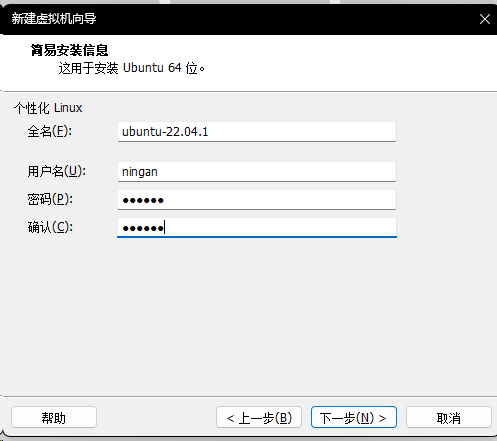 新建虚拟机向导
简易安装信息
这用于安装 Ubuntu 64 位。
个性化 Linux
全名(F): ubuntu-22.04.1
用户名(U): ningan
密码(P): ●●●●●●
确认(C): ●●●●●●
帮助 < 上一步(B) 下一步(N) > 取消